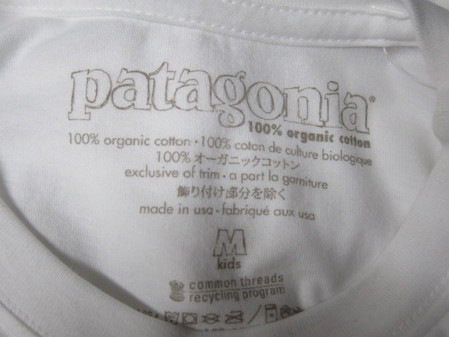 patagonia®
100% organic cotton
100% organic cotton • 100% coton de culture biologique
100% オーガニックコットン
exclusive of trim • a part la garniture
飾り付け部分を除く
made in usa • fabriqué aux usa
M
kids
common threads
recycling program